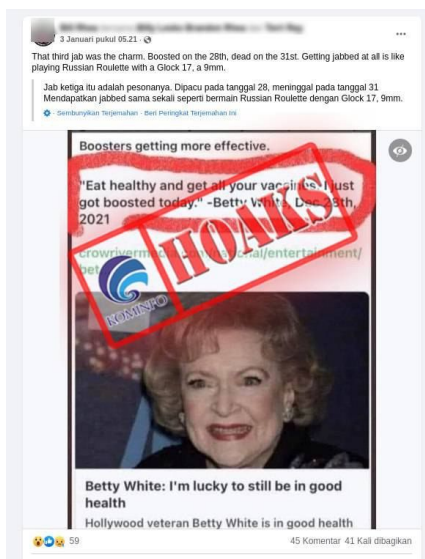 3 Januari pukul 05.21
That third jab was the charm. Boosted on the 28th, dead on the 31st. Getting jabbed at all is like
playing Russian Roulette with a Glock 17, a 9mm.
Jab ketiga itu adalah pesonanya. Dipacu pada tanggal 28, meninggal pada tanggal 31
Mendapatkan jabbed sama sekali seperti bermain Russian Roulette dengan Glock 17, 9mm.
Sembunyikan Terjemahan · Beri Peringkat Terjemahan Ini
Boosters getting more effective.
"Eat healthy and get all your vaccines. I just
got boosted today." -Betty White, Dec 28th,
2021
HOAKS
KOMINFO
Betty White: I'm lucky to still be in good
health
Hollywood veteran Betty White is in good health
59
45 Komentar 41 Kali dibagikan